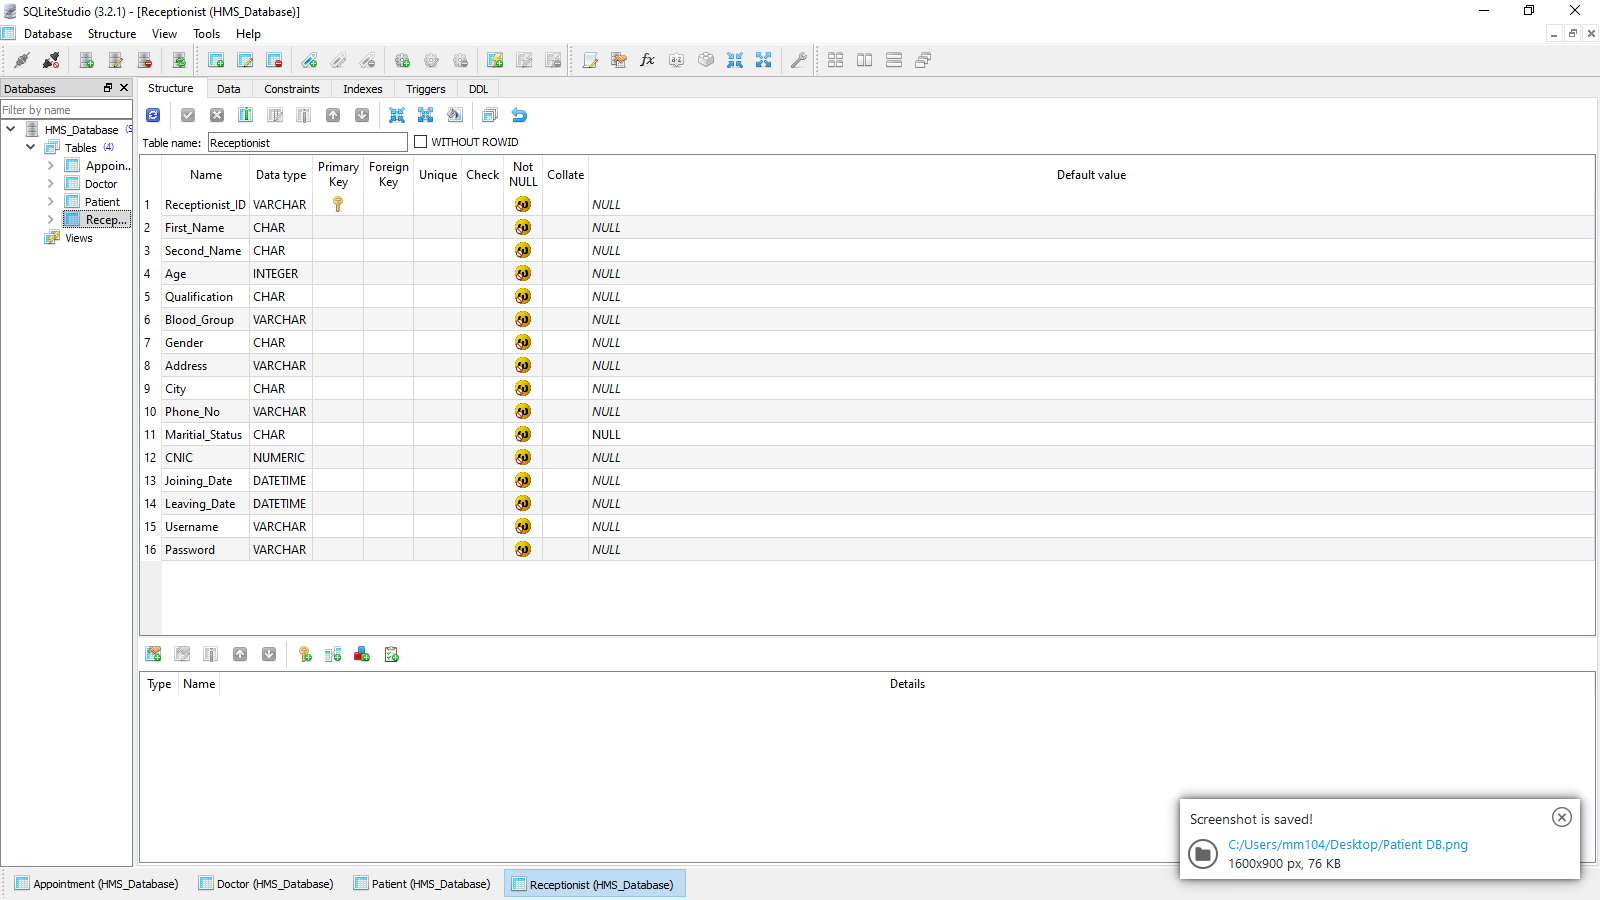 SQLiteStudio (3.2.1) - [Receptionist (HMS_Database)]
Database Structure View Tools Help
Databases
Filter by name
HMS_Database (S
Tables (4)
Appoin..
Doctor
Patient
Recep...
Views
Structure Data Constraints Indexes Triggers DDL
Table name: Receptionist WITHOUT ROWID
Name Data type Primary Key Foreign Key Unique Check Not NULL Collate Default value
1 Receptionist_ID VARCHAR NULL
2 First_Name CHAR NULL
3 Second_Name CHAR NULL
4 Age INTEGER NULL
5 Qualification CHAR NULL
6 Blood_Group VARCHAR NULL
7 Gender CHAR NULL
8 Address VARCHAR NULL
9 City CHAR NULL
10 Phone_No VARCHAR NULL
11 Maritial_Status CHAR NULL
12 CNIC NUMERIC NULL
13 Joining_Date DATETIME NULL
14 Leaving_Date DATETIME NULL
15 Username VARCHAR NULL
16 Password VARCHAR NULL
Type Name Details
Screenshot is saved!
C:/Users/mm104/Desktop/Patient DB.png
1600x900 px, 76 KB
Appointment (HMS_Database) Doctor (HMS_Database) Patient (HMS_Database) Receptionist (HMS_Database)